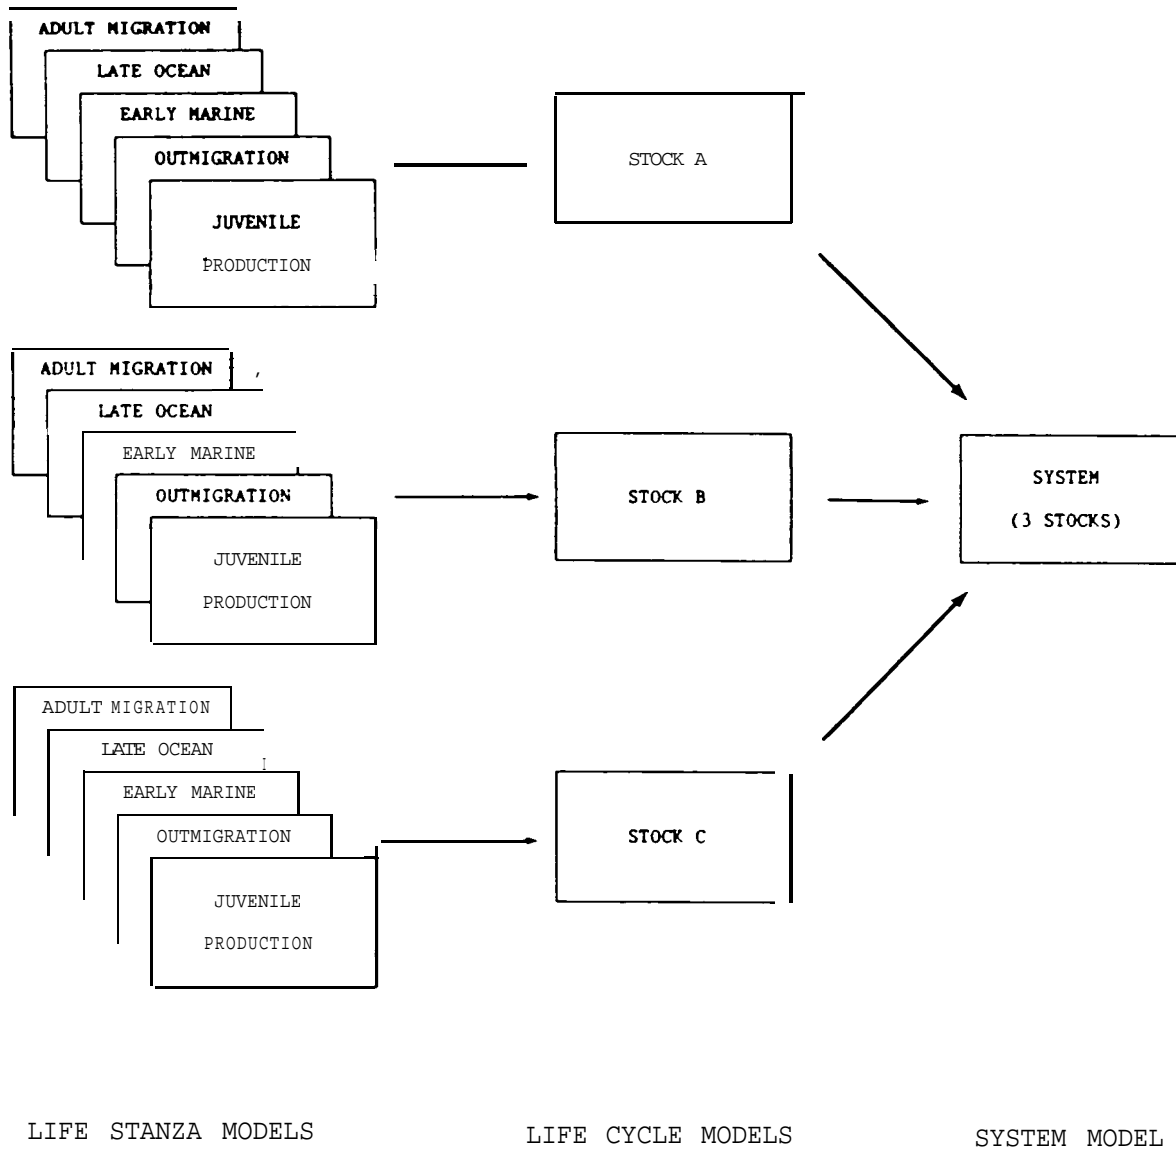 ADULT MIGRATION
LATE OCEAN
EARLY MARINE
OUTMIGRATION
JUVENILE
PRODUCTION
STOCK A
ADULT MIGRATION
LATE OCEAN
EARLY MARINE
OUTMIGRATION
JUVENILE
PRODUCTION
STOCK B
SYSTEM
(3 STOCKS)
ADULT MIGRATION
LATE OCEAN
EARLY MARINE
OUTMIGRATION
JUVENILE
PRODUCTION
STOCK C
LIFE STANZA MODELS
LIFE CYCLE MODELS
SYSTEM MODEL